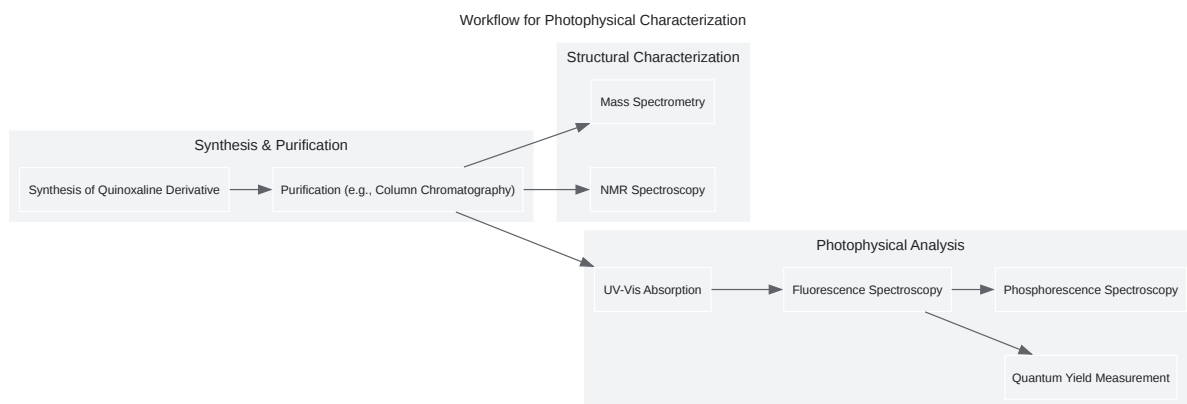 Workflow for Photophysical Characterization
Structural Characterization
Mass Spectrometry
Synthesis & Purification
Synthesis of Quinoxaline Derivative
Purification (e.g., Column Chromatography)
NMR Spectroscopy
Photophysical Analysis
UV-Vis Absorption
Fluorescence Spectroscopy
Phosphorescence Spectroscopy
Quantum Yield Measurement